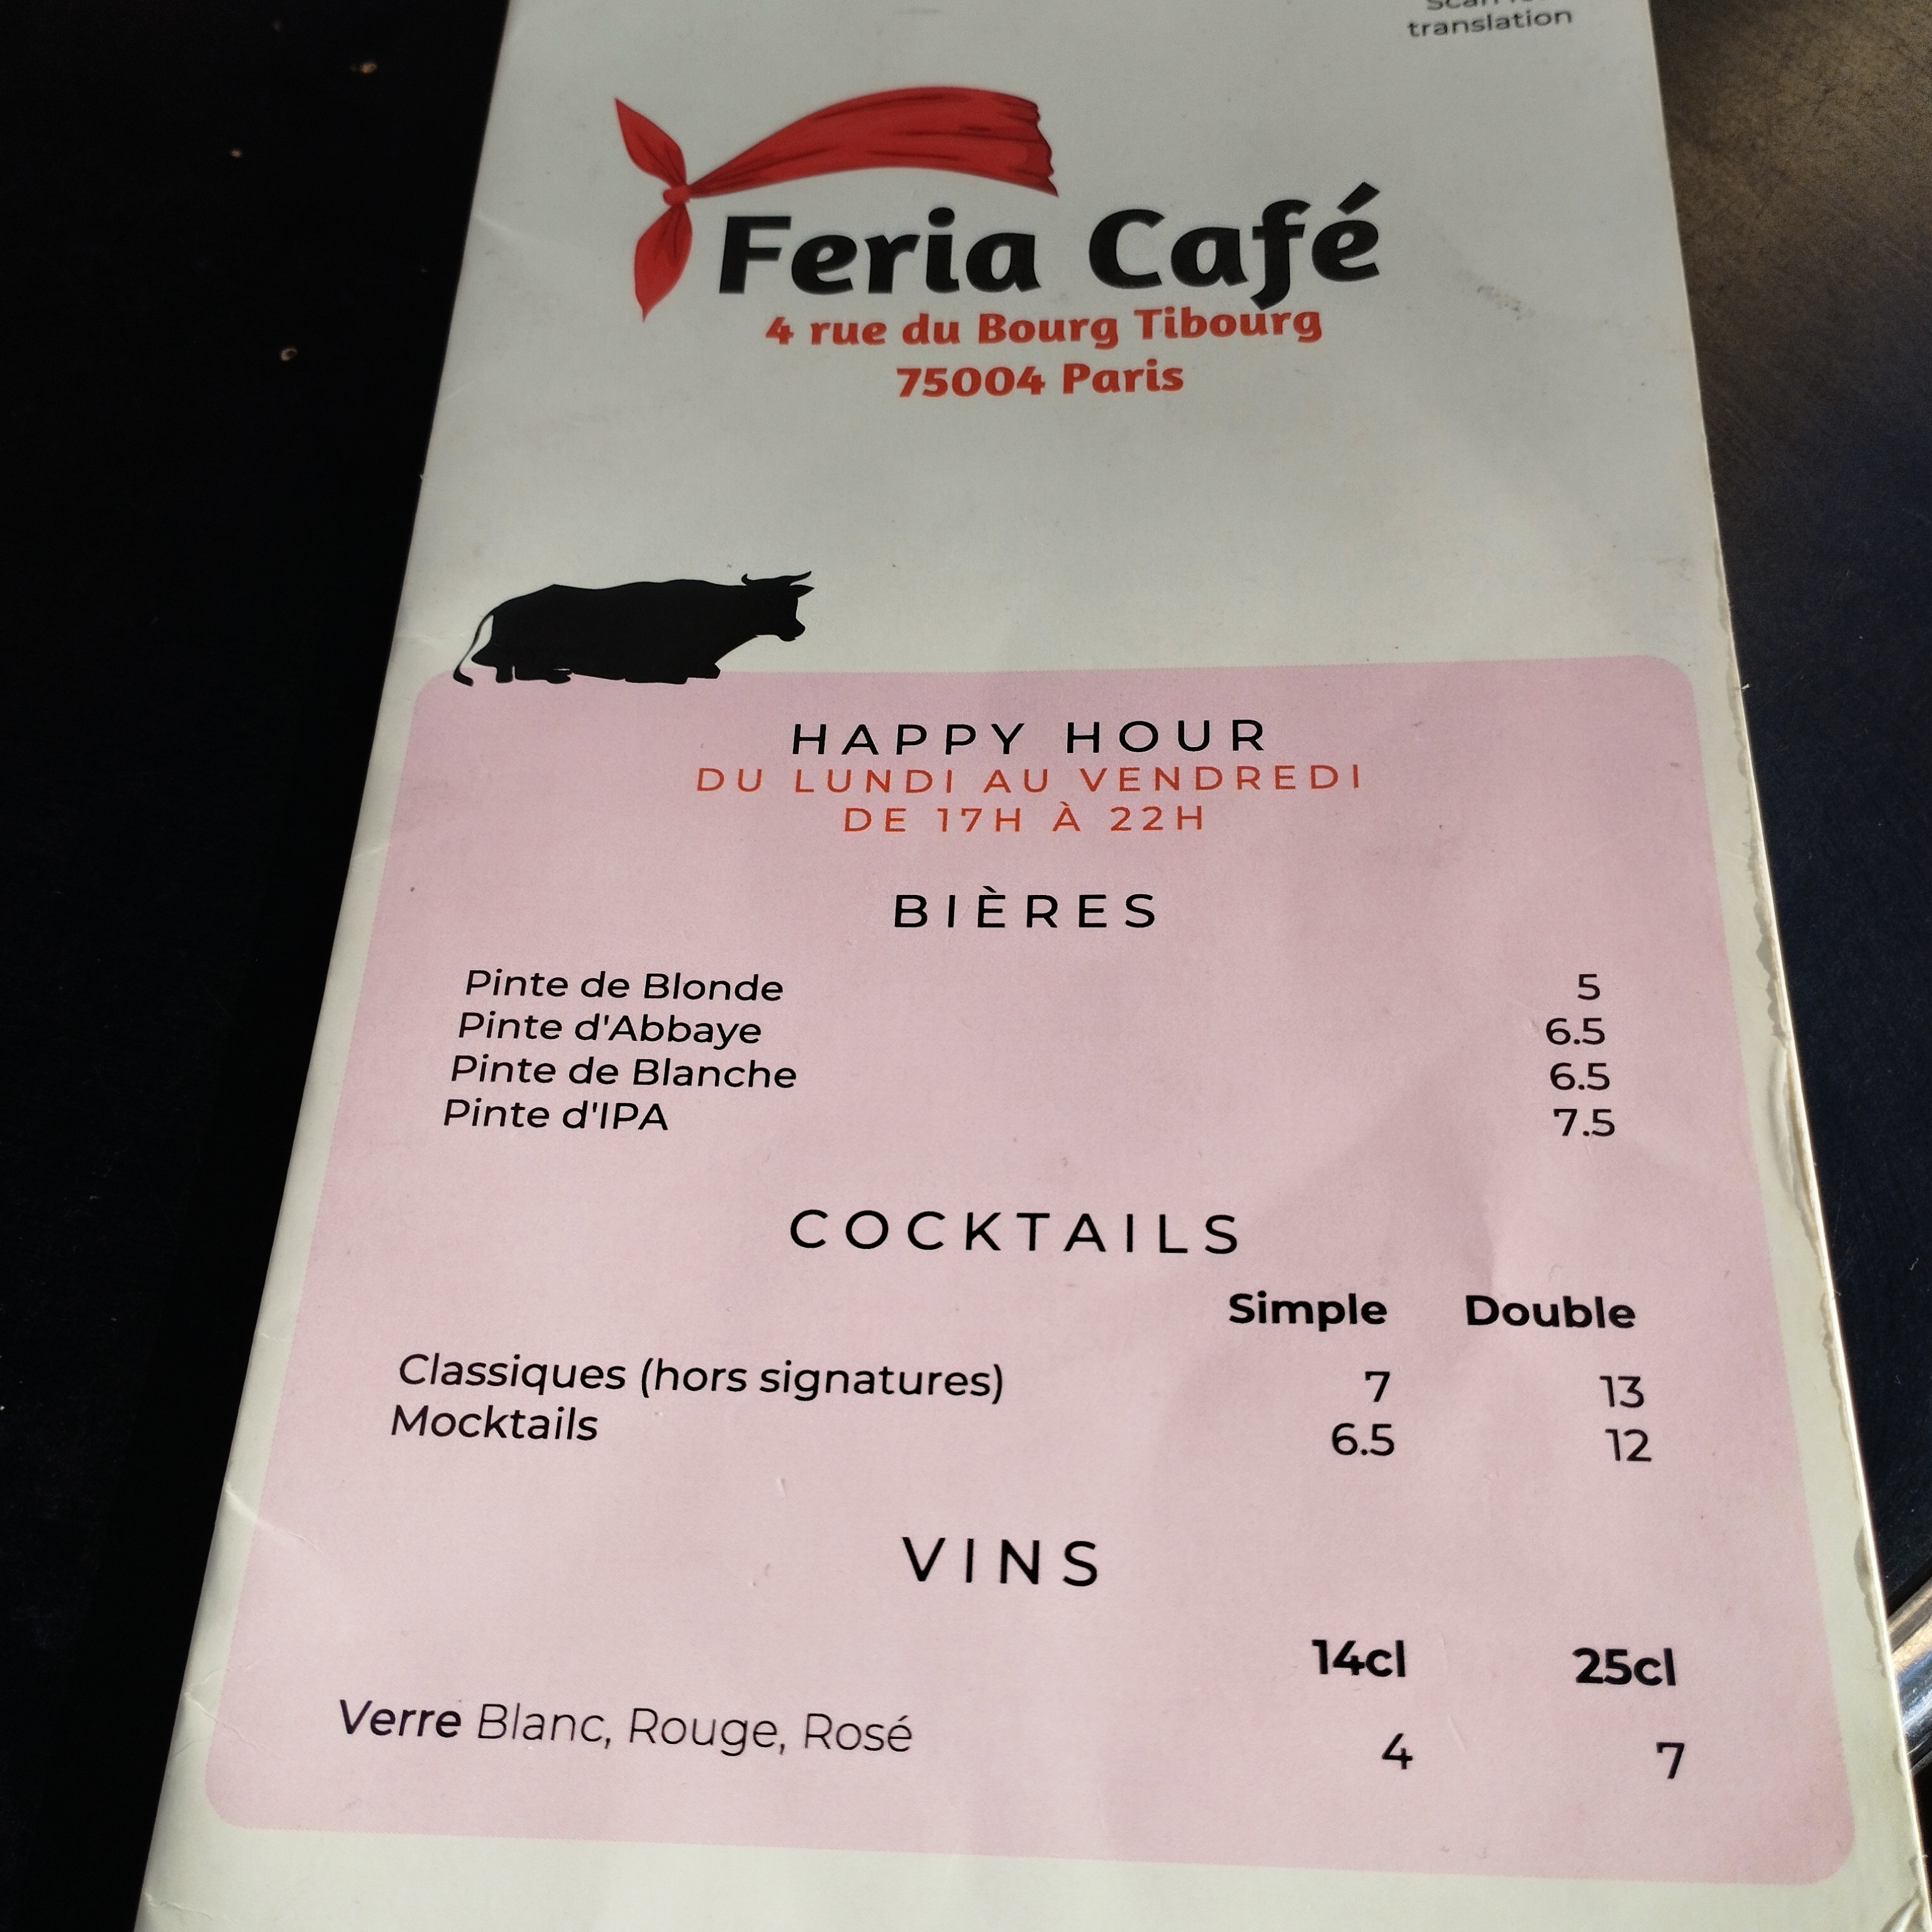 translation
Feria Café
4 rue du Bourg Tibourg
75004 Paris
HAPPY HOUR
DU LUNDI AU VENDREDI
DE 17H À 22H
BIÈRES
Pinte de Blonde 5
Pinte d'Abbaye 6.5
Pinte de Blanche 6.5
Pinte d'IPA 7.5
COCKTAILS
Simple Double
Classiques (hors signatures) 7 13
Mocktails 6.5 12
VINS
14cl 25cl
Verre Blanc, Rouge, Rosé 4 7